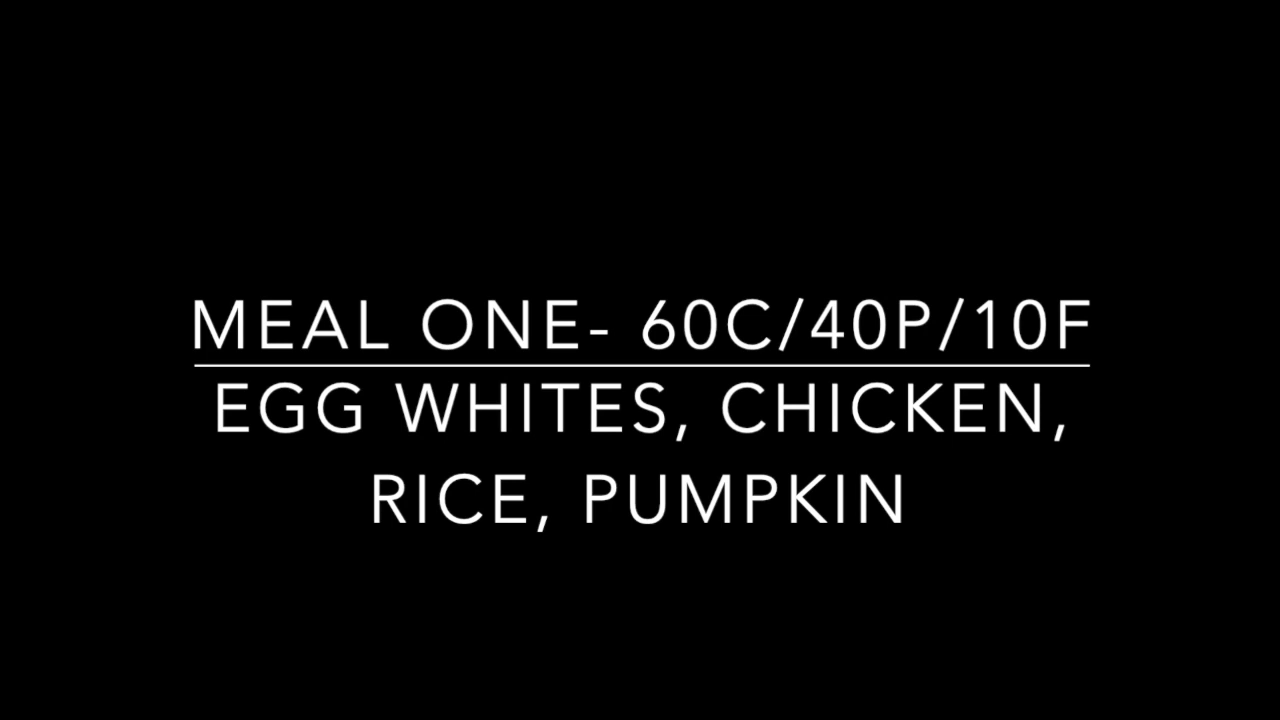 MEAL ONE- 60C/40P/10F
EGG WHITES, CHICKEN,
RICE, PUMPKIN